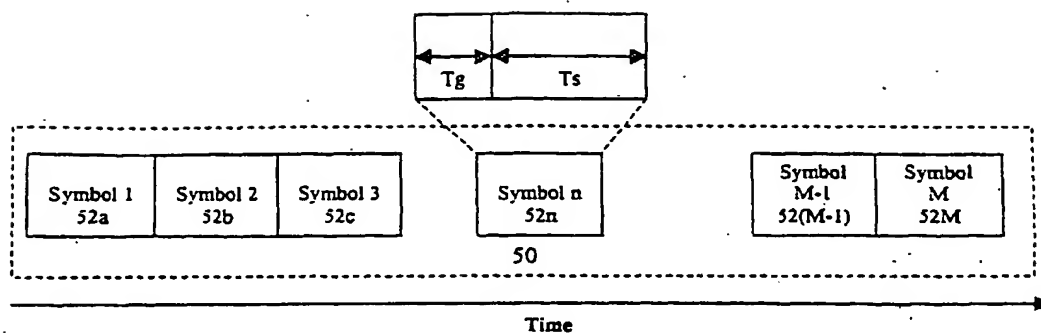 Tg Ts
Symbol 1
52a
Symbol 2
52b
Symbol 3
52c
Symbol n
52n
Symbol
M-1
52(M-1)
Symbol
M
52M
50
Time